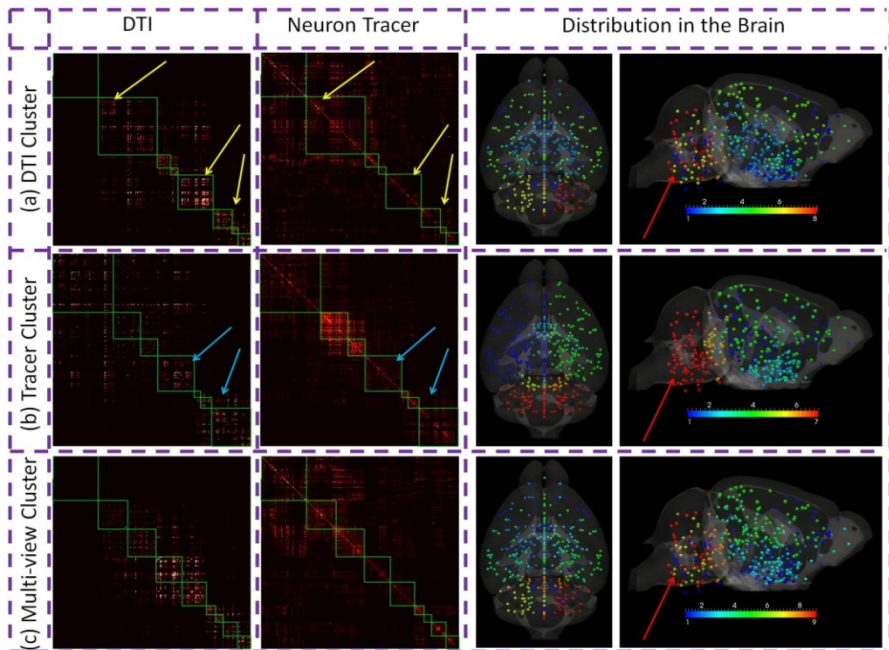 DTI
Neuron Tracer
Distribution in the Brain
(a) DTI Cluster
2 4 6
1 8
(b) Tracer Cluster
2 4 6
1 7
(c) Multi-view Cluster
2 4 6 8
1 9